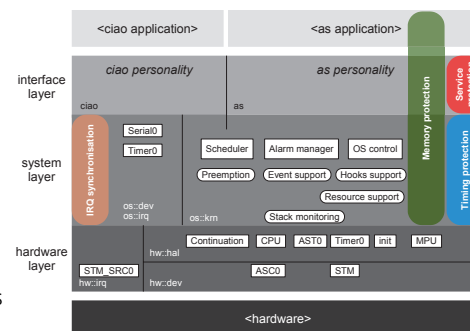 <ciao application>
<as application>
interface
layer
ciao personality
as personality
ciao
as
Memory protection
Service
IRQ synchronisation
Serial0
Timer0
system
layer
Scheduler
Alarm manager
OS control
Preemption
Event support
Hooks support
Resource support
Stack monitoring
Timing protection
os::dev
os::irq
os::krn
hardware
layer
Continuation
CPU
AST0
Timer0
init
MPU
hw::hal
STM_SRC0
ASC0
STM
hw::irq
hw::dev
s
<hardware>